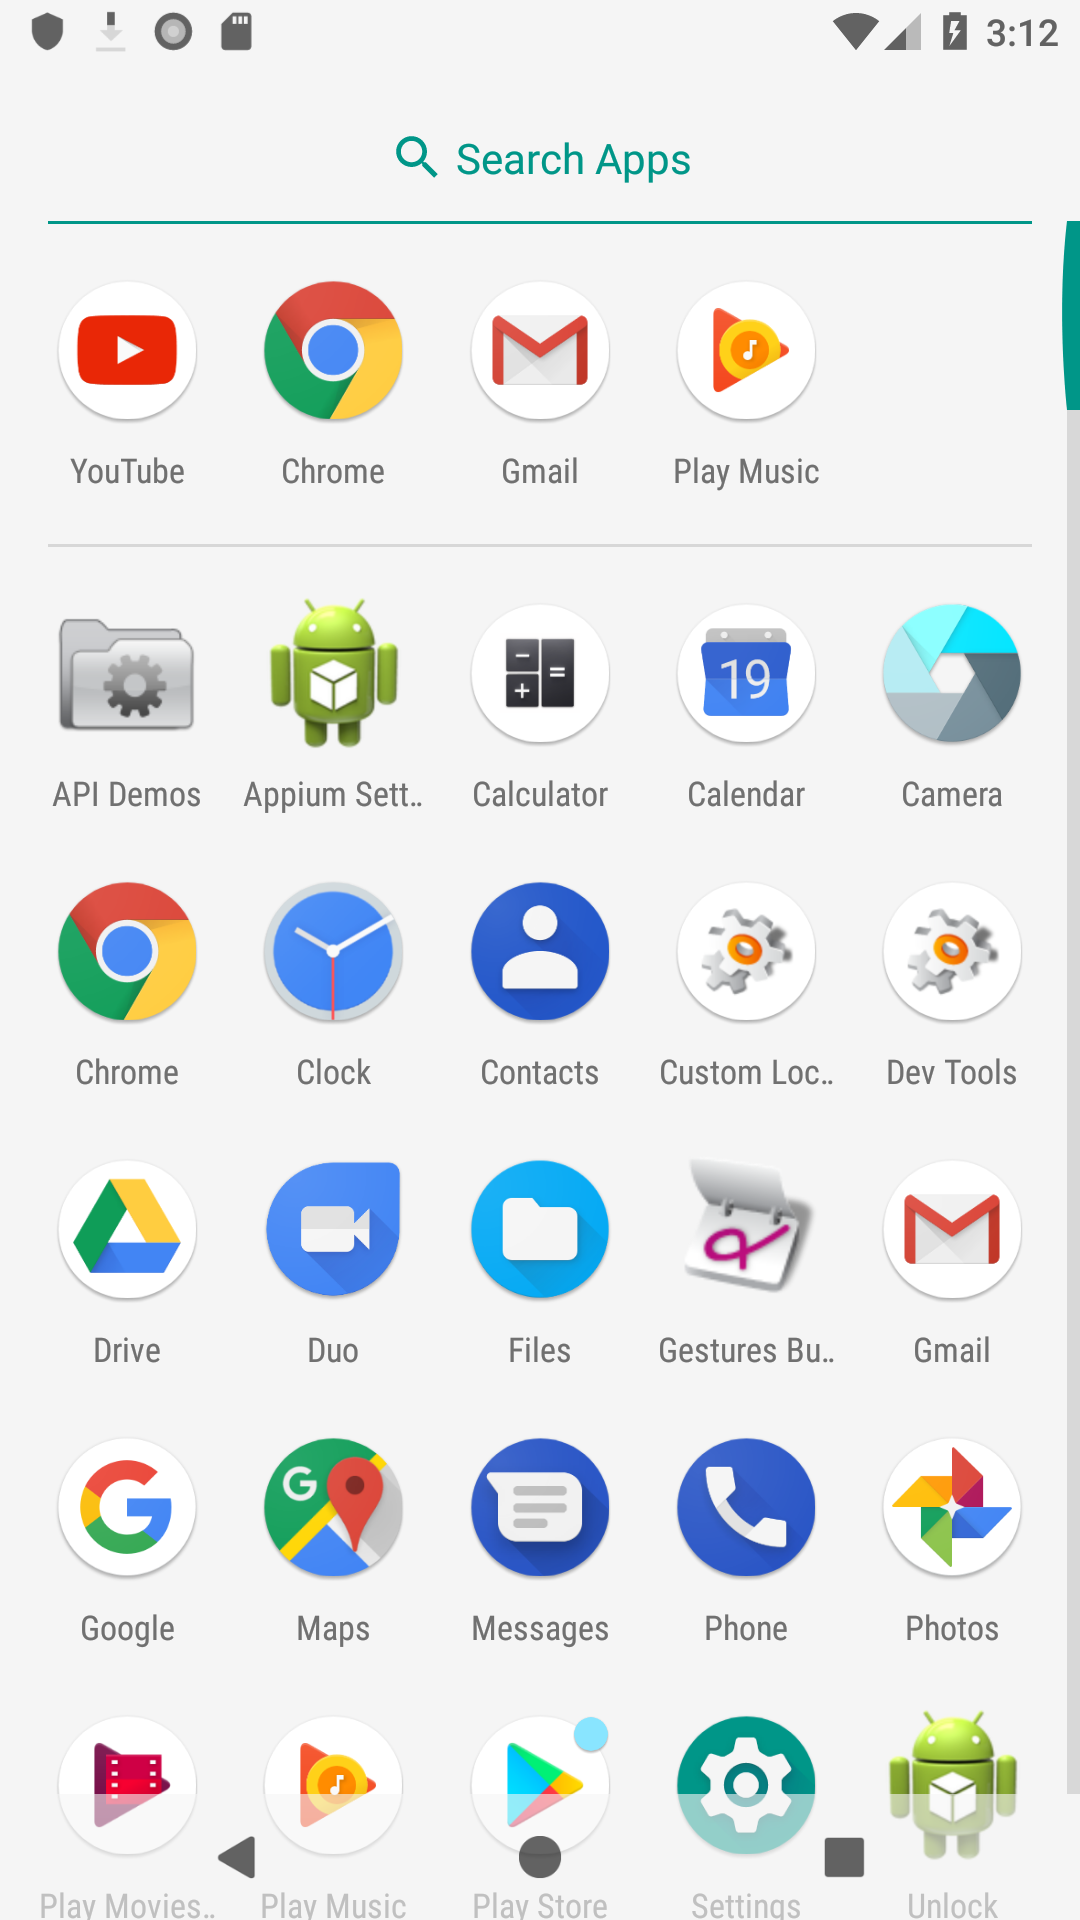 3:12
Search Apps
YouTube Chrome Gmail Play Music
19
API Demos Appium Sett.. Calculator Calendar Camera
Chrome Clock Contacts Custom Loc.. Dev Tools
Drive Duo Files Gestures Bu.. Gmail
G
Google Maps Messages Phone Photos
Play Movies.. Play Music Play Store Settings Unlock